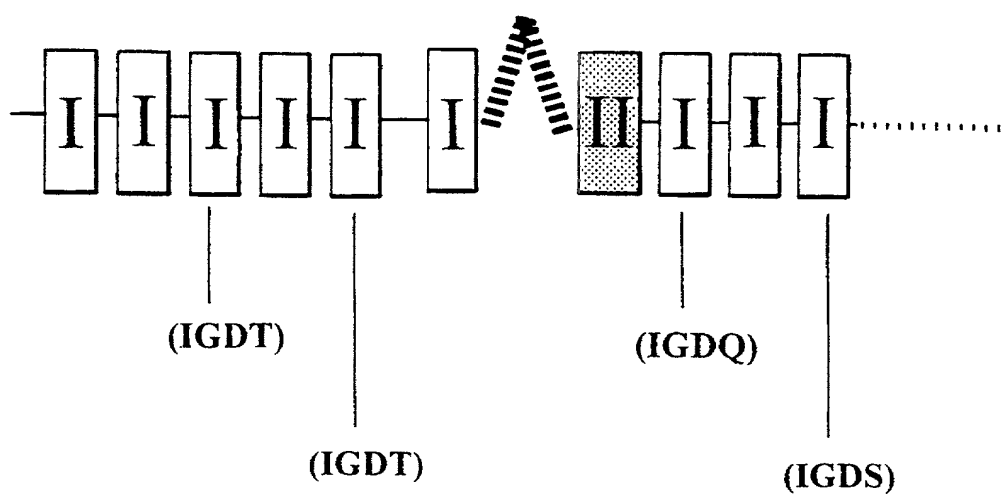 I I I I I I II I I I
(IGDT)
(IGDQ)
(IGDT)
(IGDS)